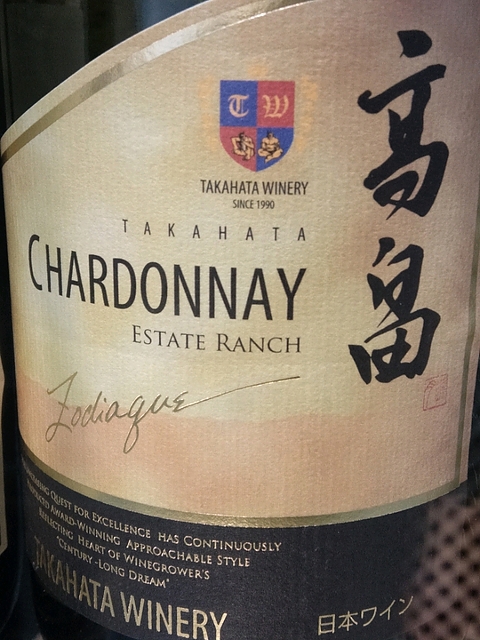 T W
TAKAHATA WINERY
SINCE 1990
TAKAHATA
CHARDONNAY
ESTATE RANCH
Zodiaque
高畠
QUEST FOR EXCELLENCE HAS CONTINUOUSLY
AWARD-WINNING APPROACHABLE STYLE
REFLECTING HEART OF WINEGROWER'S
"CENTURY-LONG DREAM"
TAKAHATA WINERY
日本ワイン